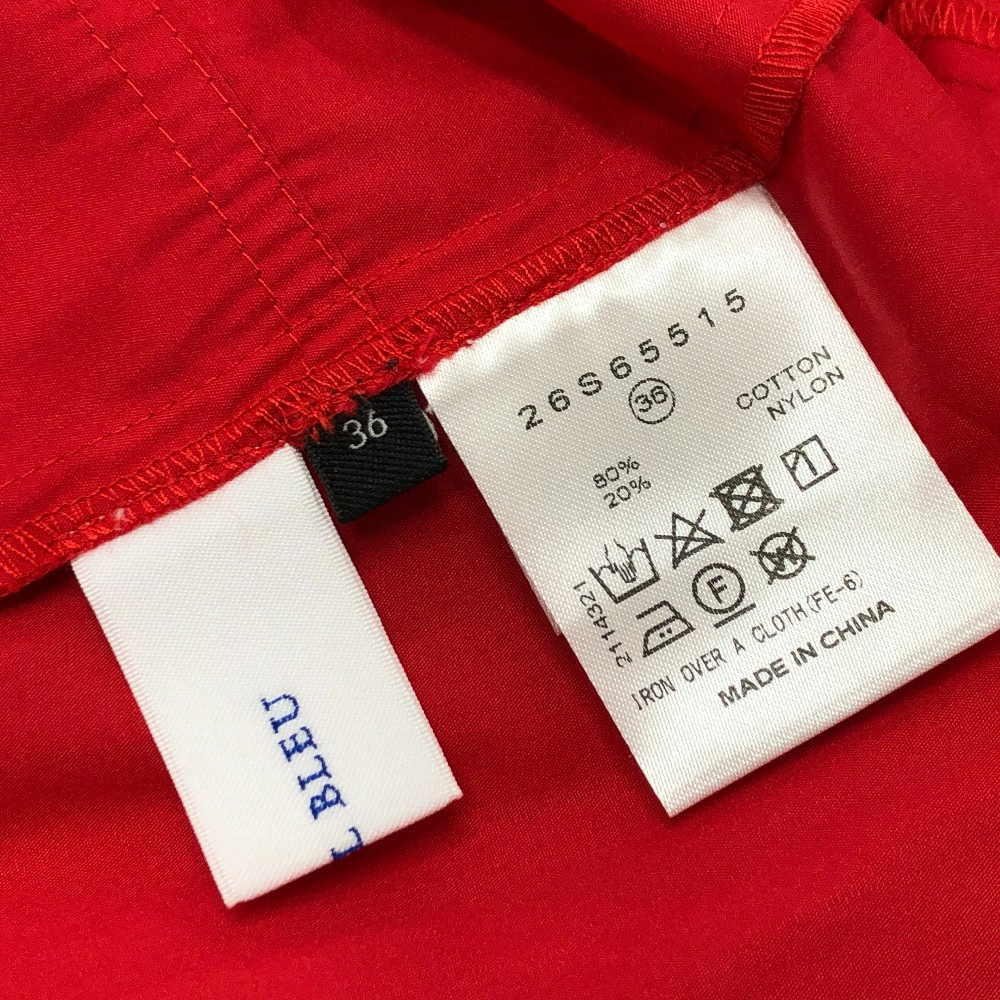 26S65515
36
COTTON
NYLON
80%
20%
2114321
F
W
IRON OVER A CLOTH(FE-6)
MADE IN CHINA
36
L BLEU